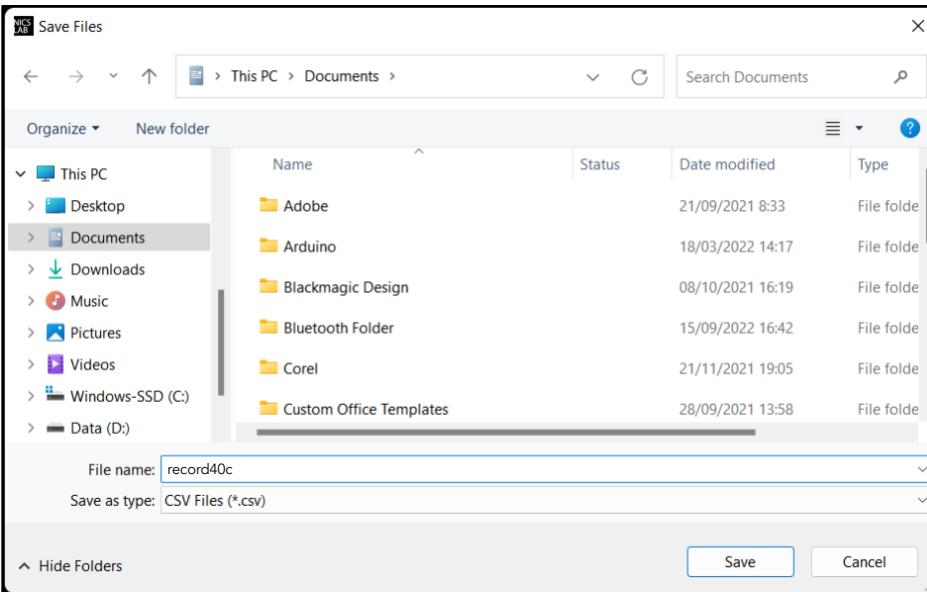 NICS LAB Save Files
This PC > Documents > Search Documents
Organize New folder
Name Status Date modified Type
This PC
Desktop
Documents
Downloads
Music
Pictures
Videos
Windows-SSD (C:)
Data (D:)
Adobe 21/09/2021 8:33 File folde
Arduino 18/03/2022 14:17 File folde
Blackmagic Design 08/10/2021 16:19 File folde
Bluetooth Folder 15/09/2022 16:42 File folde
Corel 21/11/2021 19:05 File folde
Custom Office Templates 28/09/2021 13:58 File folde
File name: record40c
Save as type: CSV Files (*.csv)
Hide Folders Save Cancel